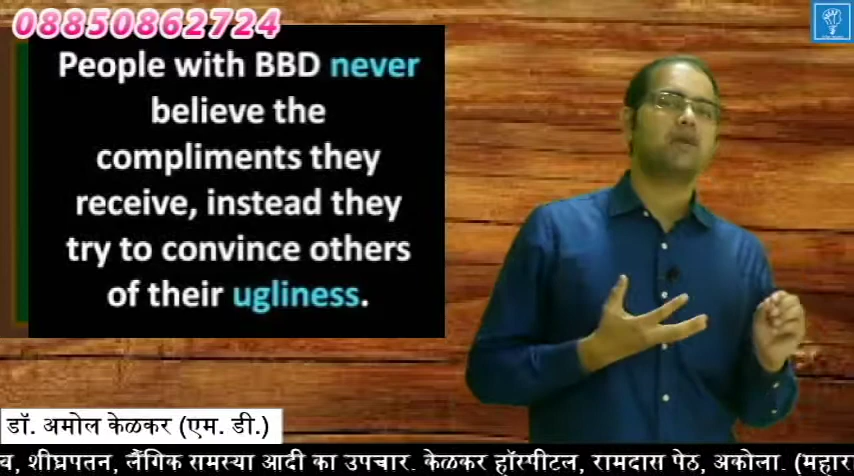 08850862724
People with BBD never
believe the
compliments they
receive, instead they
try to convince others
of their ugliness.
डॉ. अमोल केळकर (एम. डी.)
व, शीघ्रपतन, लैंगिक समस्या आदी का उपचार. केळकर हॉस्पीटल, रामदास पेठ, अकोला. (महार